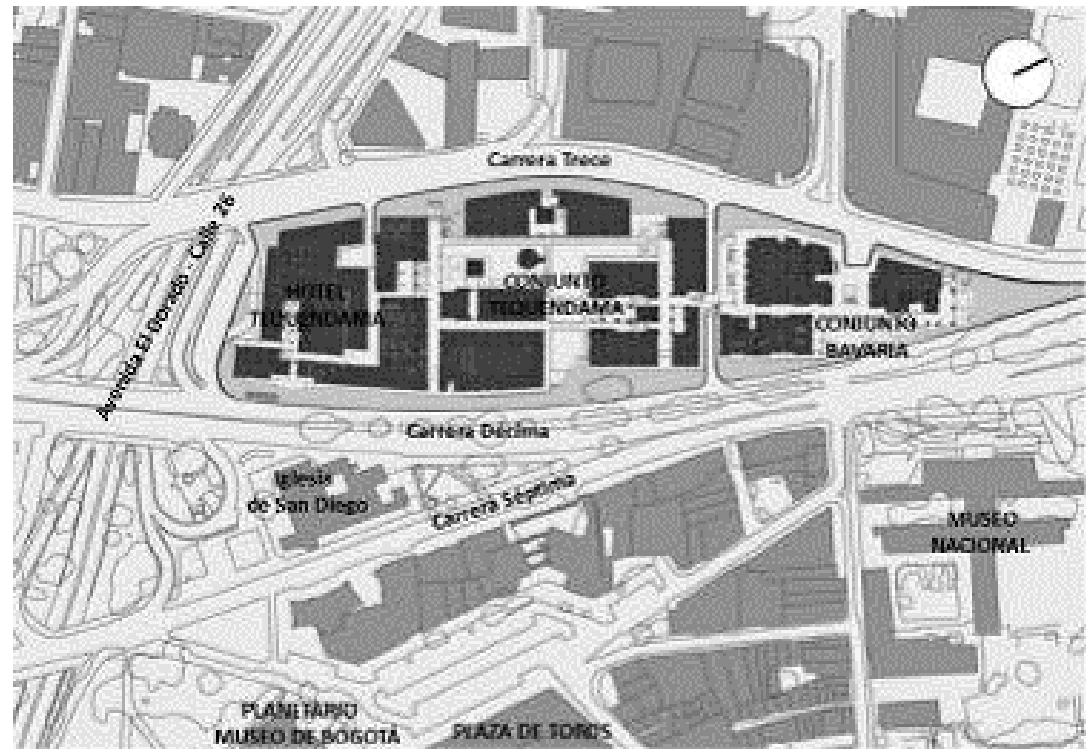 Carrera Trece
Avenida El Dorado - Calle 26
HOTEL
TEQUENDAMA
CONJUNTO
TEQUENDAMA
CONJUNTO
BAVARIA
Carrera Décima
Iglesia
de San Diego
Carrera Séptima
MUSEO
NACIONAL
PLANETARIO
MUSEO DE BOGOTÁ
PLAZA DE TOROS